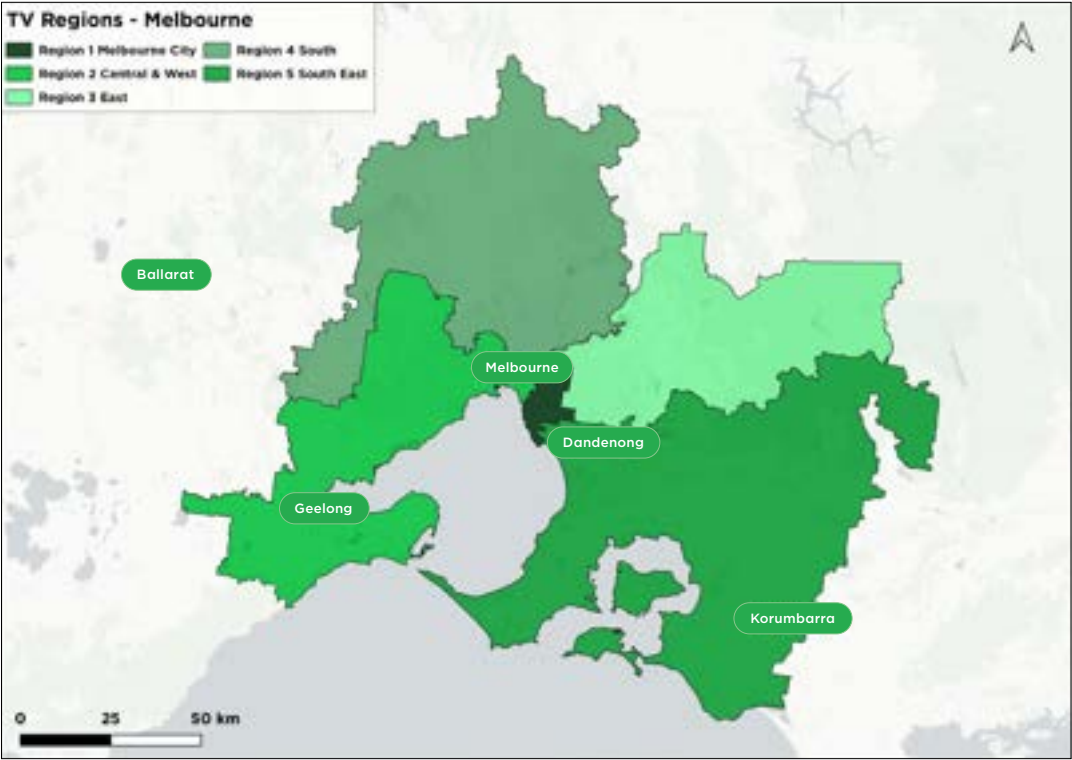 TV Regions - Melbourne
Region 1 Melbourne City
Region 4 South
Region 2 Central & West
Region 5 South East
Region 3 East
Ballarat
Melbourne
Dandenong
Geelong
Korumbarra
0 25 50 km